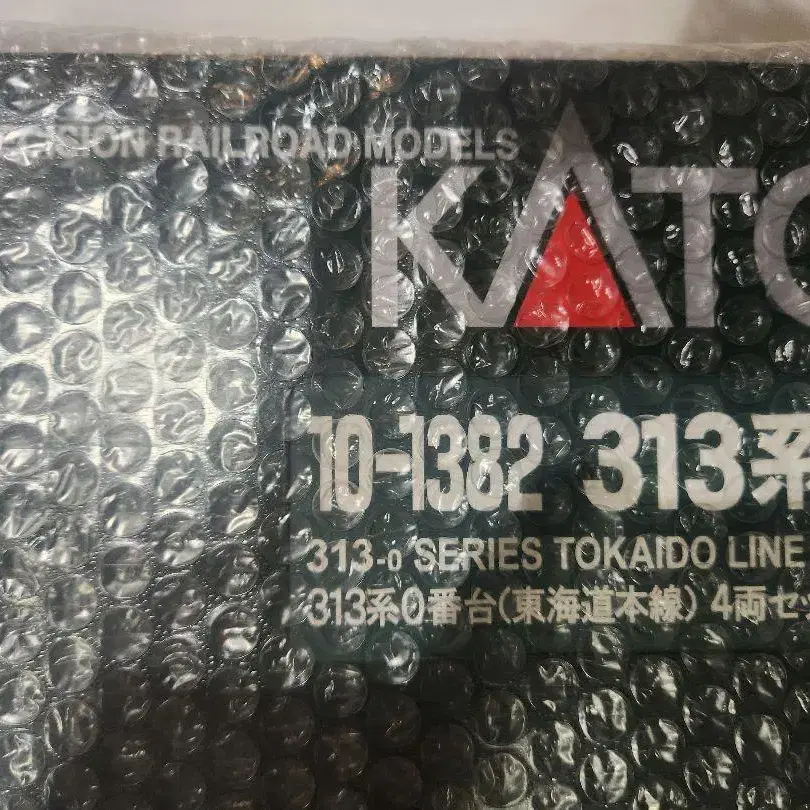 CISION RAILROAD MODELS
KATO
10-1382 313系
313-0 SERIES TOKAIDO LINE
313系0番台(東海道本線) 4両セッ